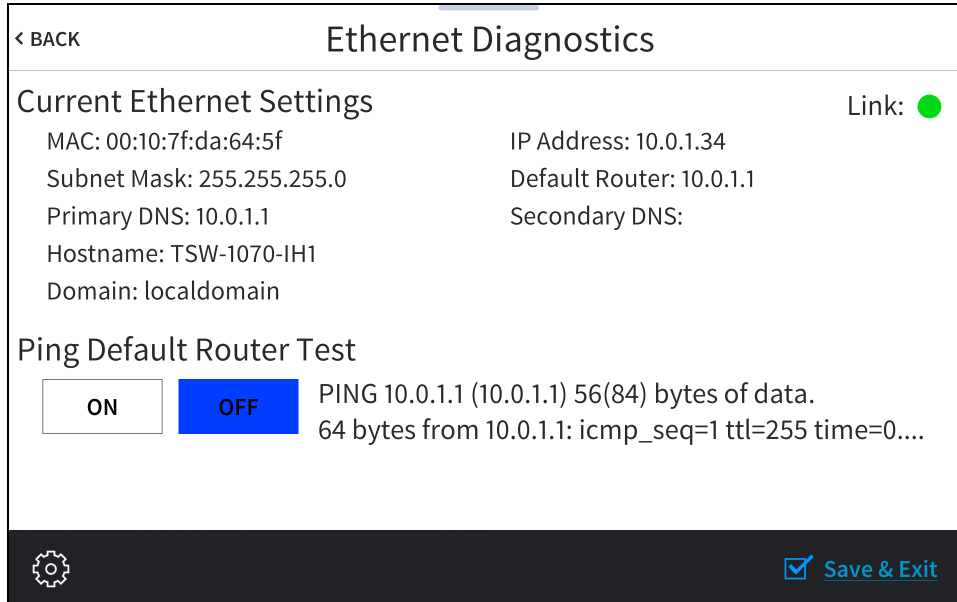 < BACK
Ethernet Diagnostics
Current Ethernet Settings
Link:
MAC: 00:10:7f:da:64:5f
IP Address: 10.0.1.34
Subnet Mask: 255.255.255.0
Default Router: 10.0.1.1
Primary DNS: 10.0.1.1
Secondary DNS:
Hostname: TSW-1070-IH1
Domain: localdomain
Ping Default Router Test
ON
OFF
PING 10.0.1.1 (10.0.1.1) 56(84) bytes of data.
64 bytes from 10.0.1.1: icmp_seq=1 ttl=255 time=0....
Save & Exit